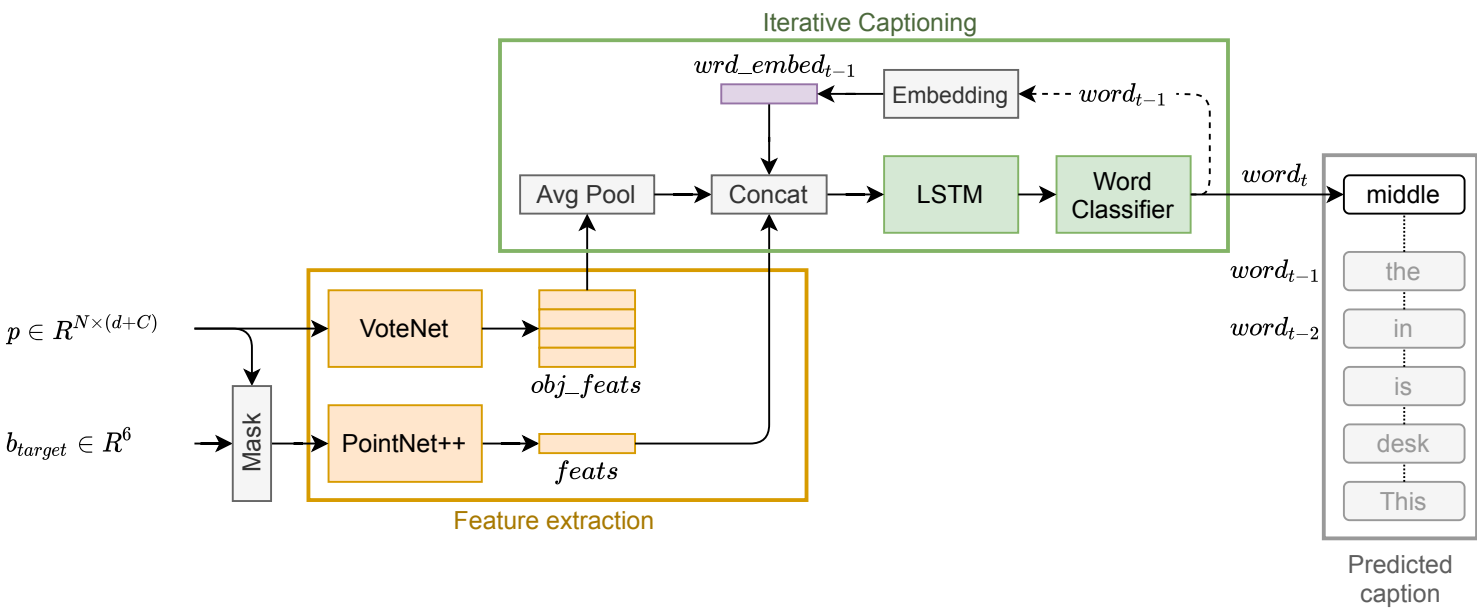 Iterative Captioning
wrd_embed_{t−1}
Embedding
word_{t−1}
Avg Pool
Concat
LSTM
Word
Classifier
word_t
middle
word_{t−1}
the
p ∈ R^{N×(d+C)}
VoteNet
obj_feats
word_{t−2}
in
is
b_{target} ∈ R^6
Mask
PointNet++
feats
desk
This
Feature extraction
Predicted
caption